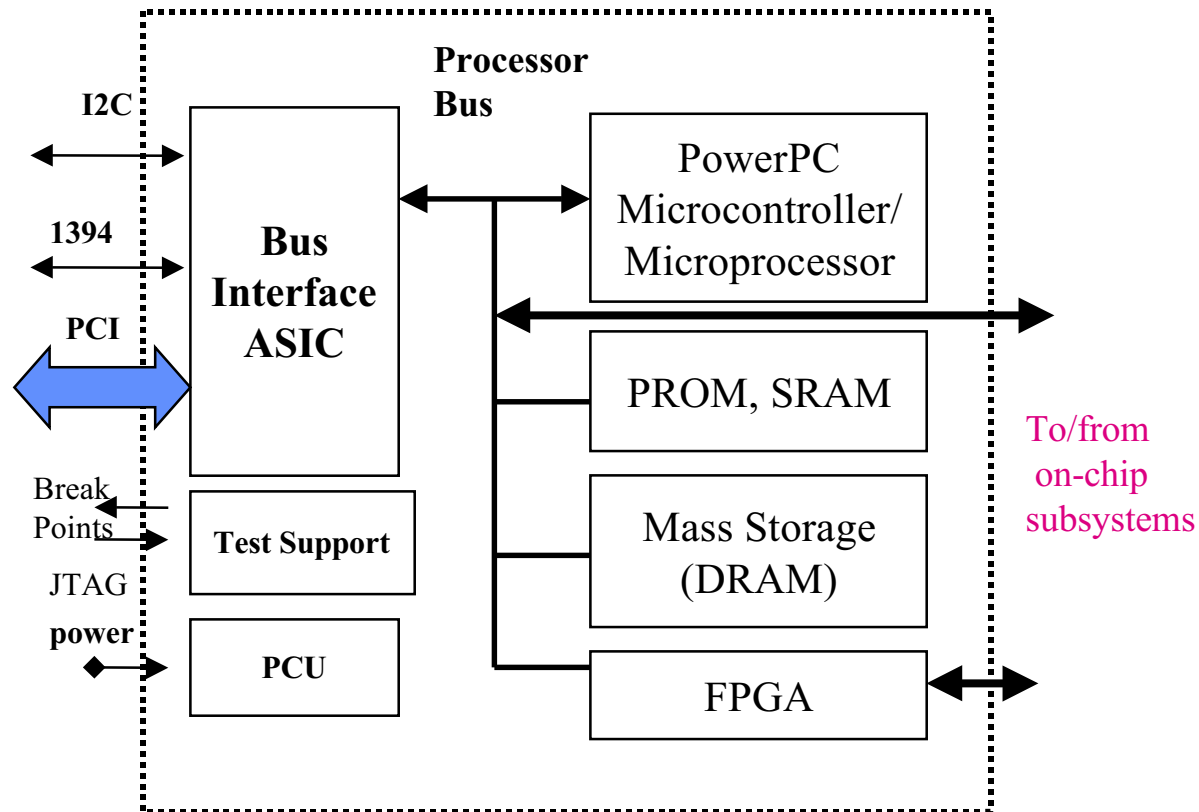 Processor
Bus
I2C
1394
PCI
Bus
Interface
ASIC
PowerPC
Microcontroller/
Microprocessor
PROM, SRAM
To/from
on-chip
subsystems
Break
Points
Test Support
Mass Storage
(DRAM)
JTAG
power
PCU
FPGA